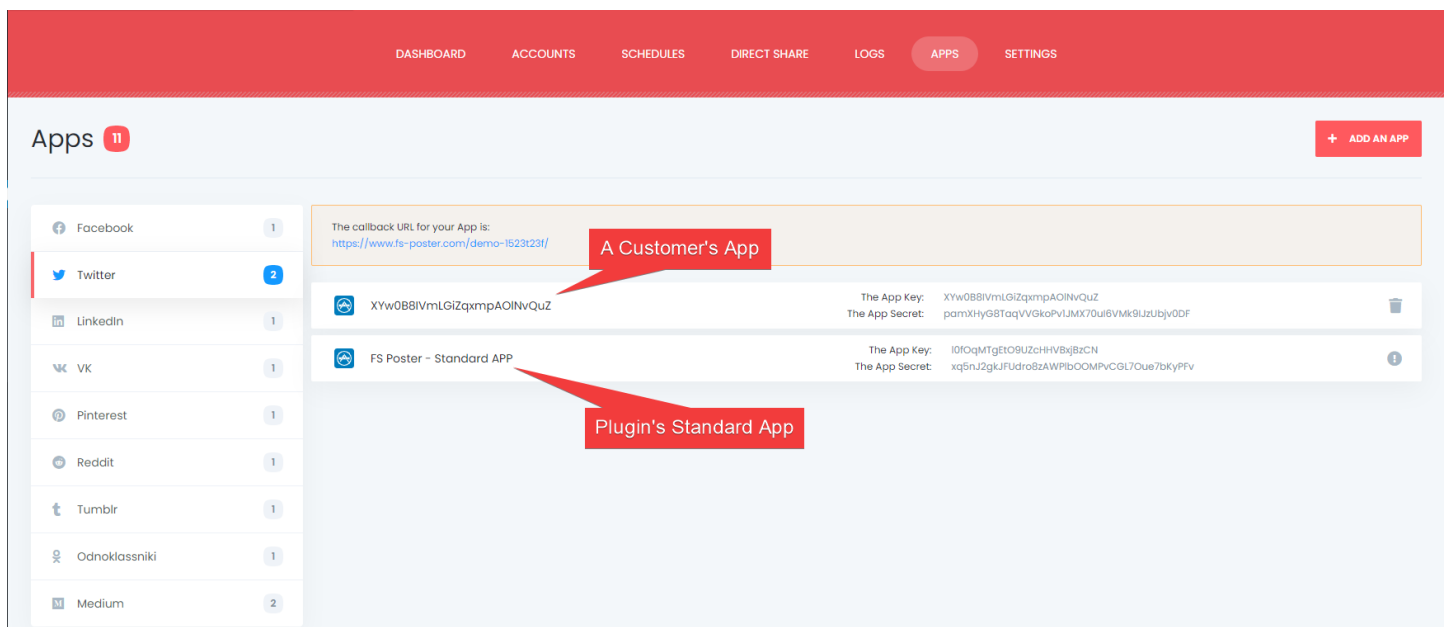 DASHBOARD ACCOUNTS SCHEDULES DIRECT SHARE LOGS APPS SETTINGS
Apps 11
+ ADD AN APP
Facebook 1
Twitter 2
LinkedIn 1
VK 1
Pinterest 1
Reddit 1
Tumblr 1
Odnoklassniki 1
Medium 2
The callback URL for your App is:
https://www.fs-poster.com/demo-1523t23f/
A Customer's App
XYw0B8IVmLGiZqxmpAOlNvQuZ
The App Key: XYw0B8IVmLGiZqxmpAOlNvQuZ
The App Secret: pamXHyG8TaqVVGkoPv1JMX70uI6VMk9IJzUbjv0DF
FS Poster - Standard APP
The App Key: I0fOqMTgEtO9UZcHHVBxjBzCN
The App Secret: xq5nJ2gkJFUdro8zAWPlbOOMPvCGL7Oue7bKyPFv
Plugin's Standard App